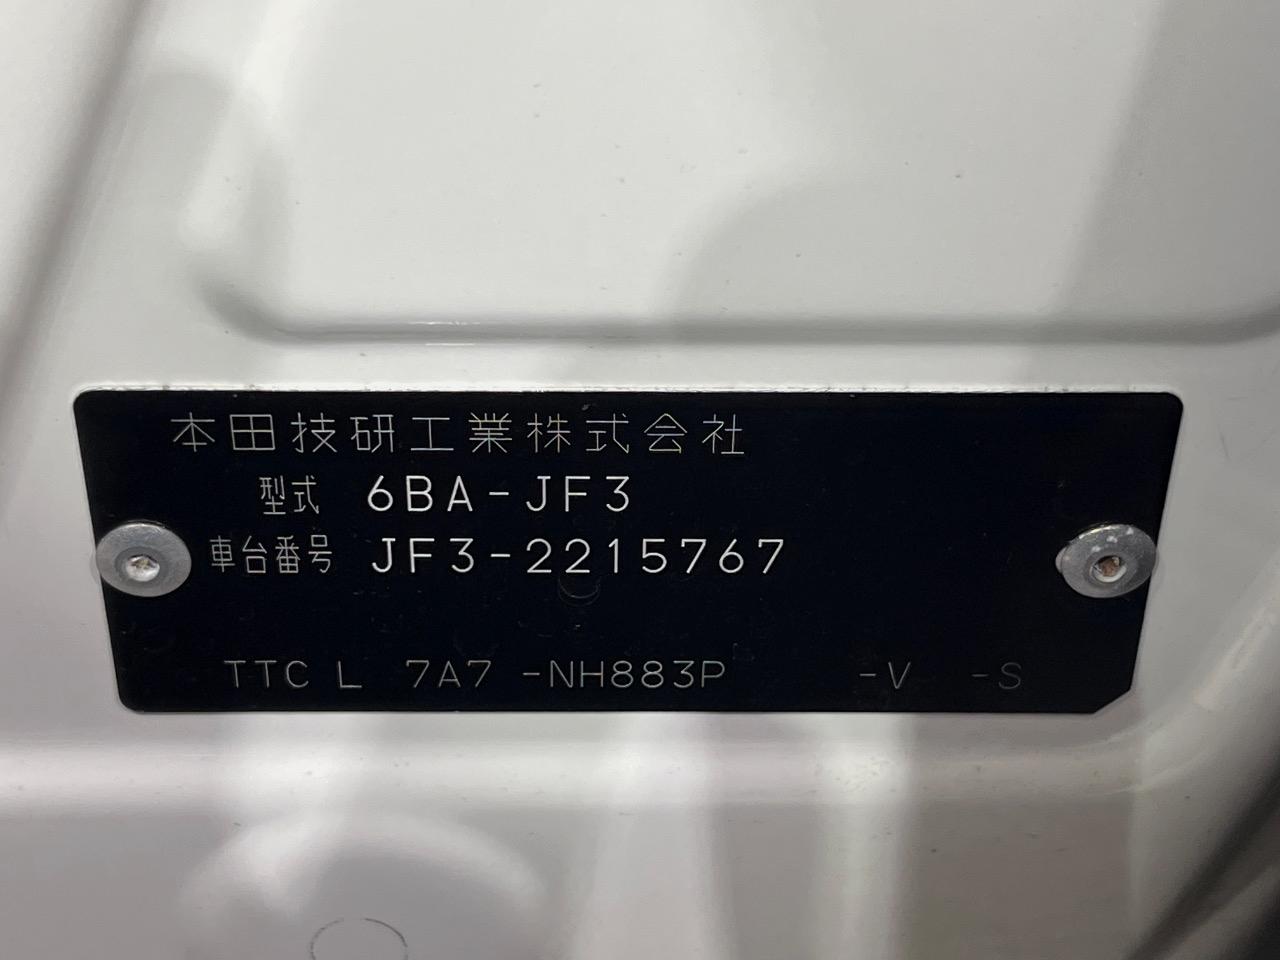 本田技研工業株式会社
型式 6BA-JF3
車台番号 JF3-2215767
TTC L 7A7 -NH883P -V -S